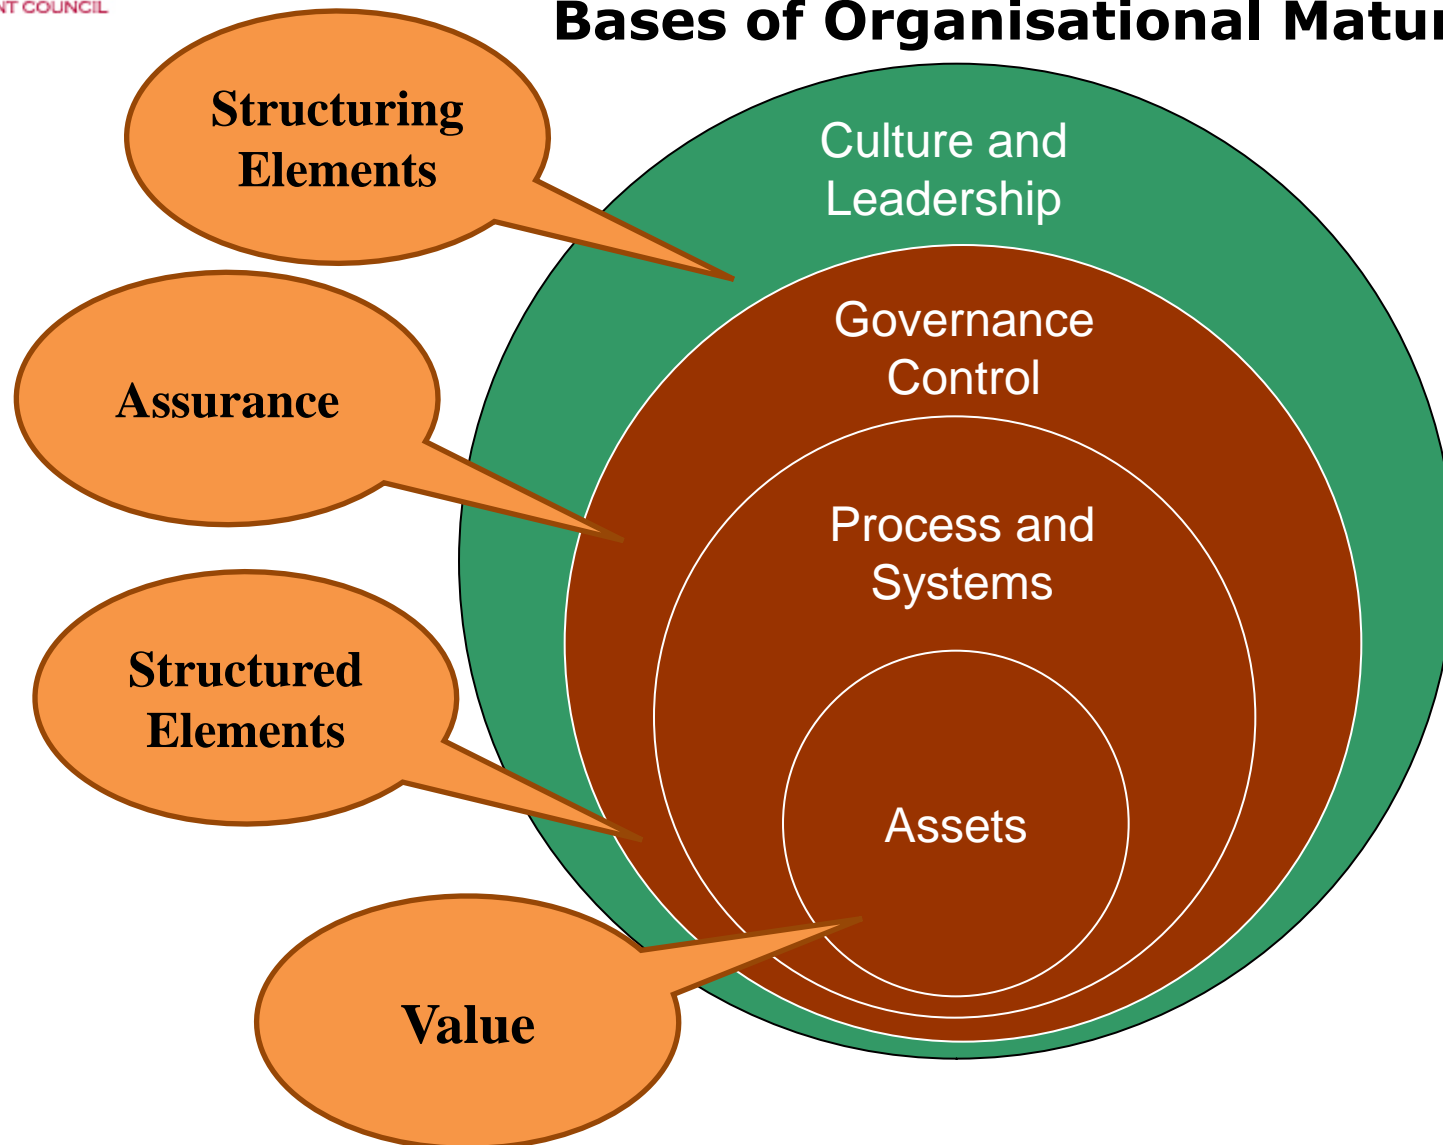 NT COUNCIL
Bases of Organisational Matur
Structuring
Elements
Culture and
Leadership
Governance
Control
Assurance
Process and
Systems
Structured
Elements
Assets
Value